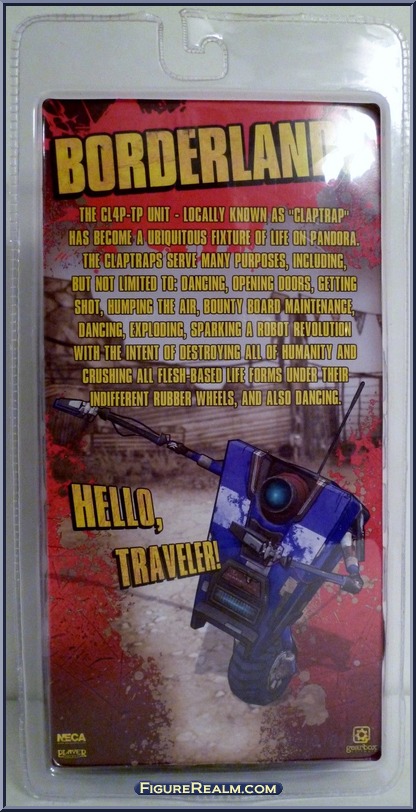 BORDERLANDS
THE CL4P-TP UNIT - LOCALLY KNOWN AS "CLAPTRAP"
HAS BECOME A UBIQUITOUS FIXTURE OF LIFE ON PANDORA.
THE CLAPTRAPS SERVE MANY PURPOSES, INCLUDING,
BUT NOT LIMITED TO: DANCING, OPENING DOORS, GETTING
SHOT, HUMPING THE AIR, BOUNTY BOARD MAINTENANCE,
DANCING, EXPLODING, SPARKING A ROBOT REVOLUTION
WITH THE INTENT OF DESTROYING ALL OF HUMANITY AND
CRUSHING ALL FLESH-BASED LIFE FORMS UNDER THEIR
INDIFFERENT RUBBER WHEELS, AND ALSO DANCING.
HELLO,
TRAVELER!
NECA
PLAYER
gearbox
FIGUREREALM.COM